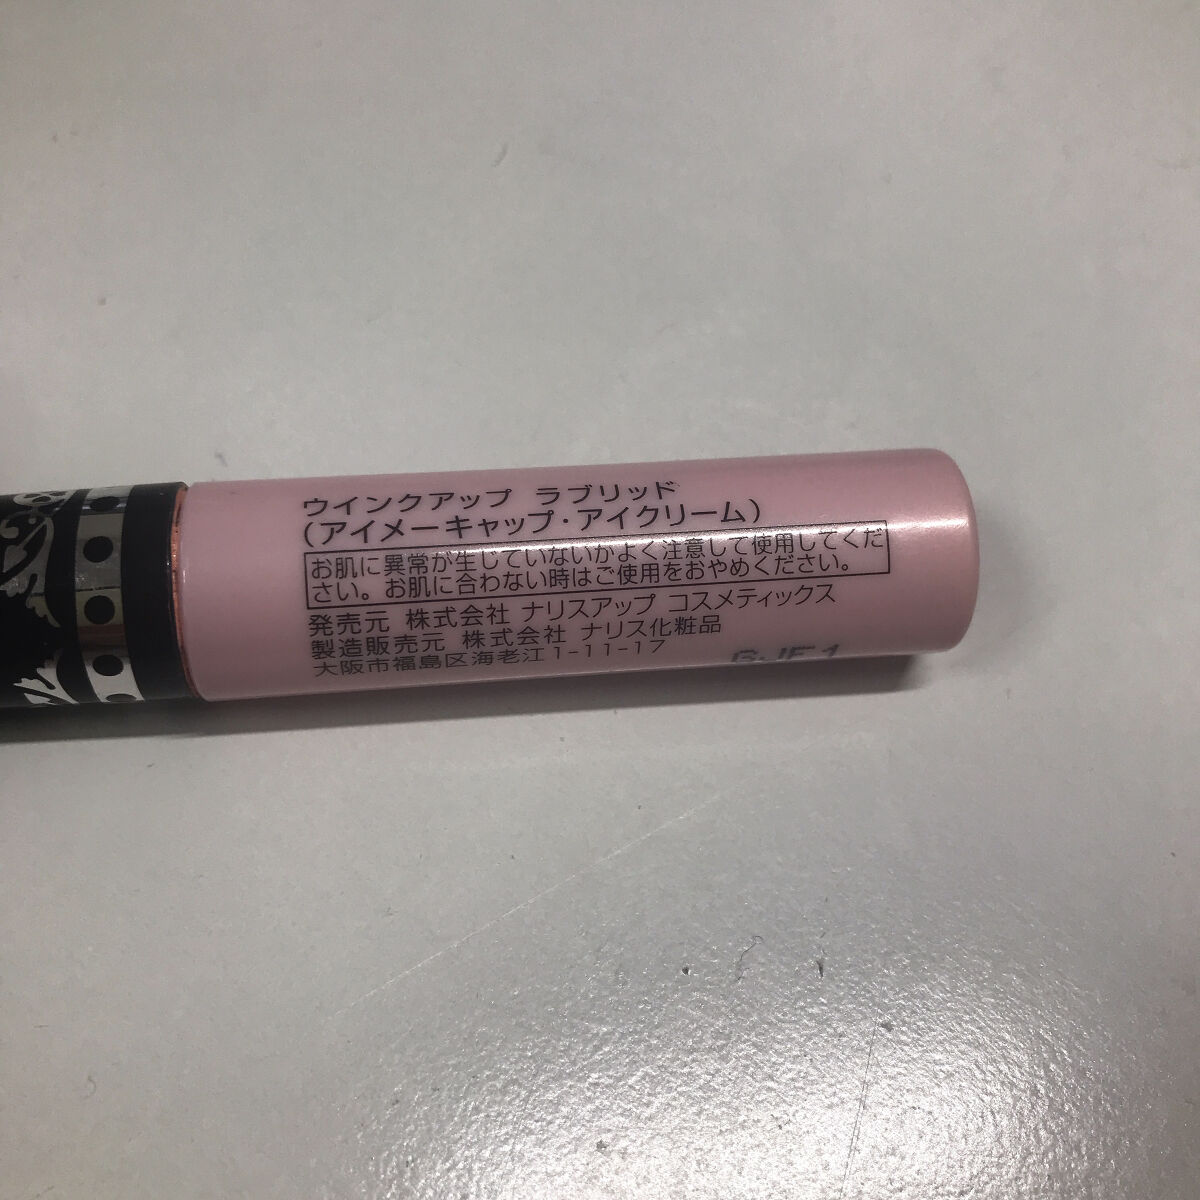 ウインクアップ ラブリッド
(アイメーキャップ・アイクリーム)
お肌に異常が生じていないかよく注意して使用してくだ
さい。お肌に合わない時はご使用をおやめください。
発売元 株式会社 ナリスアップ コスメティックス
製造販売元 株式会社 ナリス化粧品
大阪市福島区海老江1-11-17